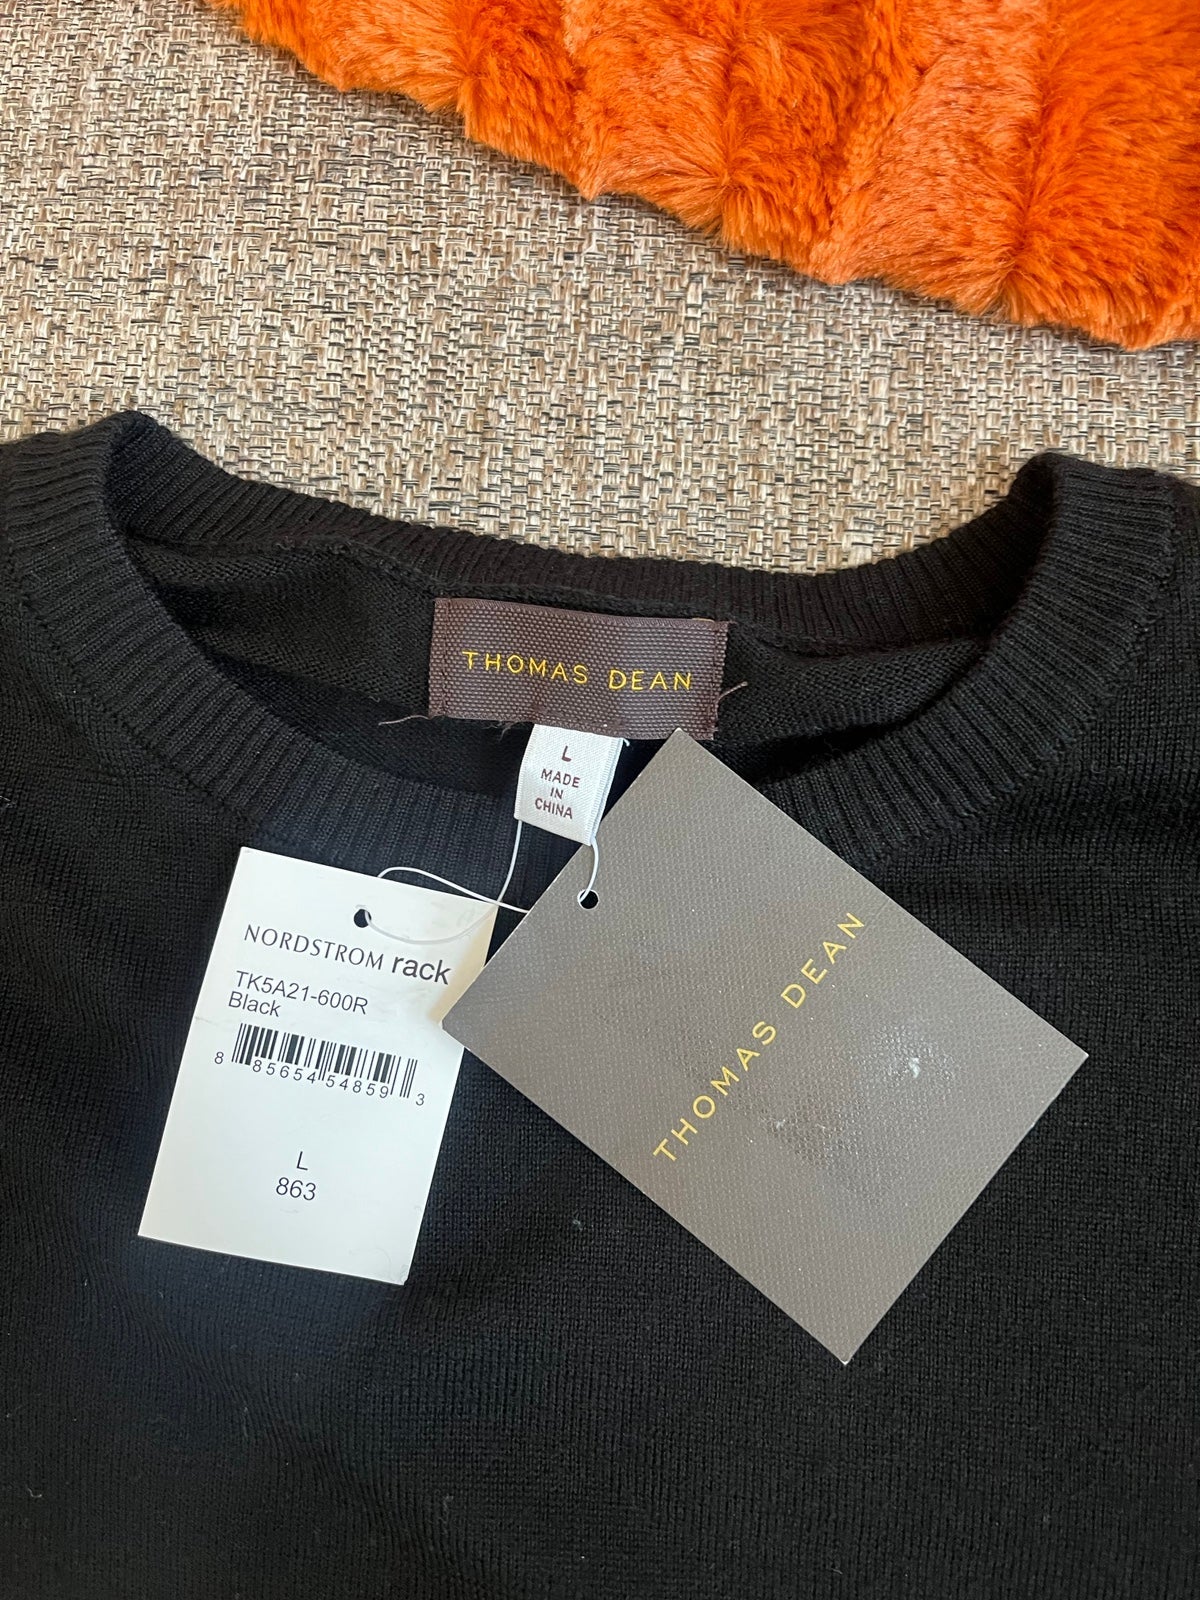 THOMAS DEAN
L
MADE
IN
CHINA
NORDSTROM rack
TK5A21-600R
Black
8 85654 54859 3
L
863
THOMAS DEAN